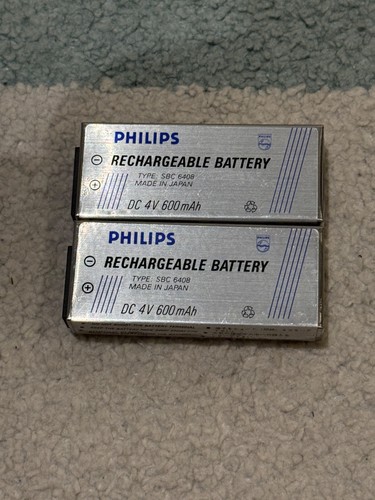 PHILIPS
RECHARGEABLE BATTERY
TYPE: SBC 6408
MADE IN JAPAN
DC 4V 600mAh
PHILIPS
RECHARGEABLE BATTERY
TYPE: SBC 6408
MADE IN JAPAN
DC 4V 600mAh